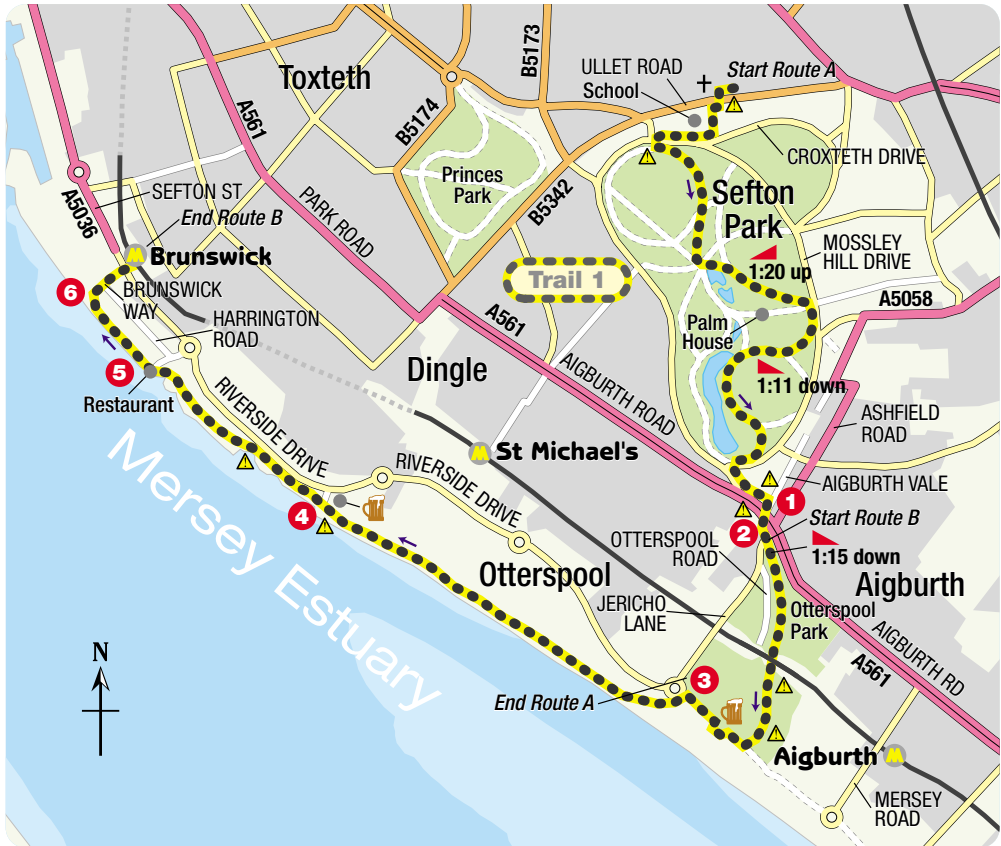 Toxteth
B5173
ULLET ROAD
School
Start Route A
A561
B5174
CROXTETH DRIVE
Princes
Park
B5342
Sefton
Park
SEFTON ST
A5036
PARK ROAD
End Route B
Brunswick
MOSSLEY
HILL DRIVE
1:20 up
Trail 1
6
BRUNSWICK
WAY
A5058
HARRINGTON
ROAD
A561
Palm
House
5
Dingle
AIGBURTH ROAD
1:11 down
Restaurant
RIVERSIDE DRIVE
ASHFIELD
ROAD
St Michael's
RIVERSIDE DRIVE
AIGBURTH VALE
1
Mersey Estuary
4
2
Start Route B
OTTERSPOOL
ROAD
1:15 down
Otterspool
Aigburth
JERICHO
LANE
Otterspool
Park
AIGBURTH RD
N
3
A561
End Route A
Aigburth
MERSEY
ROAD